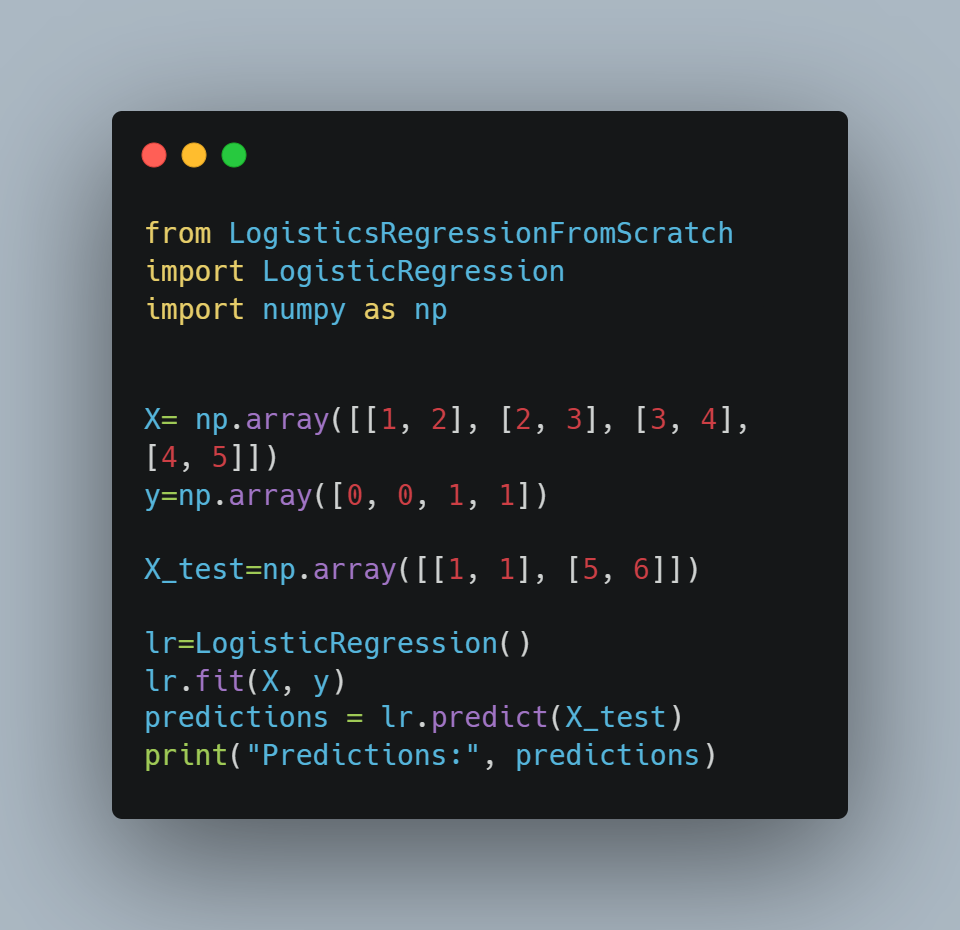 from LogisticsRegressionFromScratch
import LogisticRegression
import numpy as np
X= np.array([[1, 2], [2, 3], [3, 4],
[4, 5]])
y=np.array([0, 0, 1, 1])
X_test=np.array([[1, 1], [5, 6]])
lr=LogisticRegression()
lr.fit(X, y)
predictions = lr.predict(X_test)
print("Predictions:", predictions)